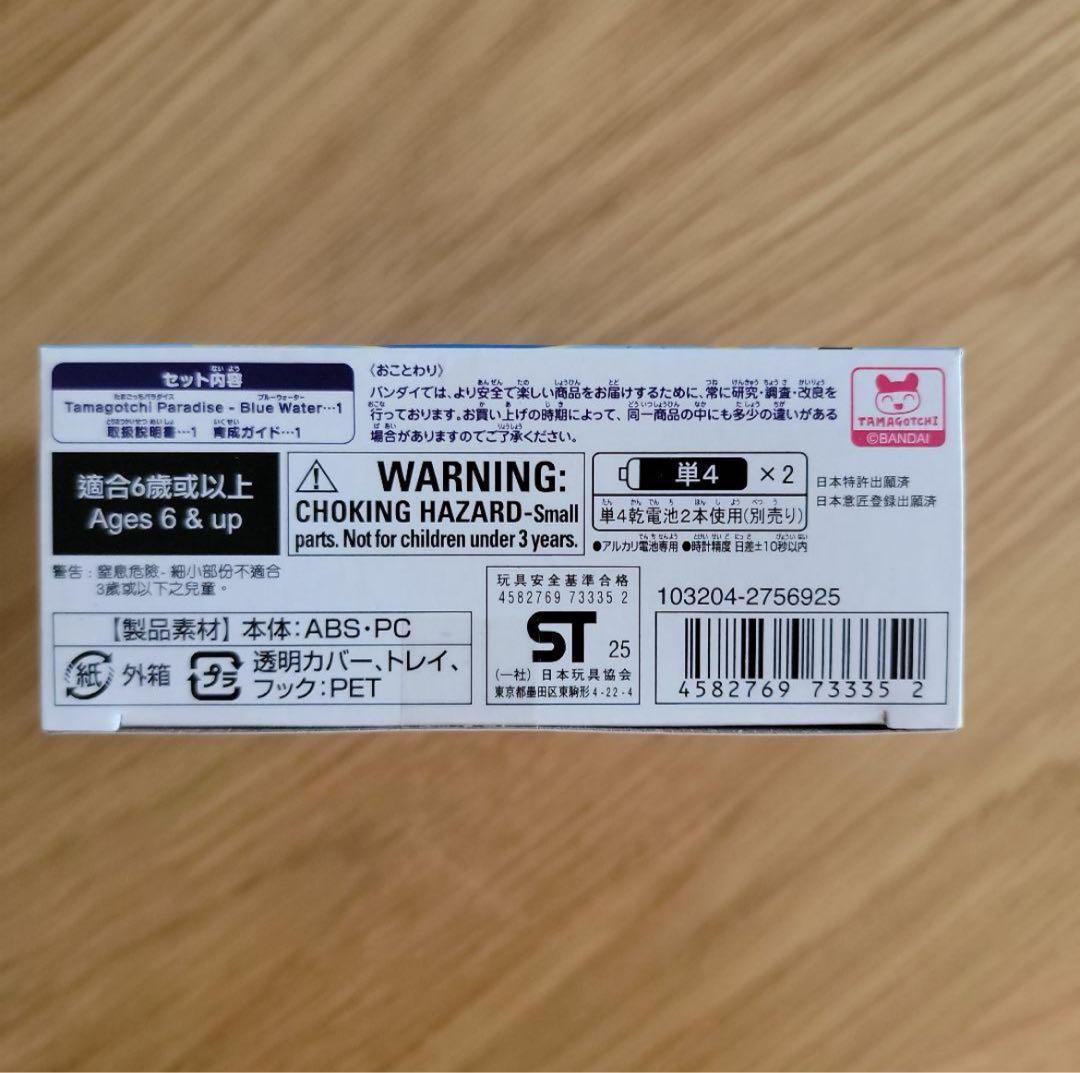 セット内容
Tamagotchi Paradise - Blue Water…1
取扱説明書…1 育成ガイド…1
〈おことわり〉
バンダイでは、より安全で楽しい商品をお届けするために、常に研究・調査・改良を
行っております。お買い上げの時期によって、同一商品の中にも多少の違いがある
場合がありますのでご了承ください。
TAMAGOTCHI
©BANDAI
適合6歲或以上
Ages 6 & up
WARNING:
CHOKING HAZARD-Small
parts. Not for children under 3 years.
単4 ×2
単4乾電池2本使用(別売り)
●アルカリ電池専用 ●時計精度 日差±10秒以内
日本特許出願済
日本意匠登録出願済
警告：窒息危險-細小部份不適合
3歲或以下之兒童。
【製品素材】本体:ABS・PC
紙 外箱 プラ 透明カバー、トレイ、
フック:PET
玩具安全基準合格
4582769 73335 2
ST 25
(一社) 日本玩具協会
東京都墨田区東駒形4-22-4
103204-2756925
4582769 73335 2